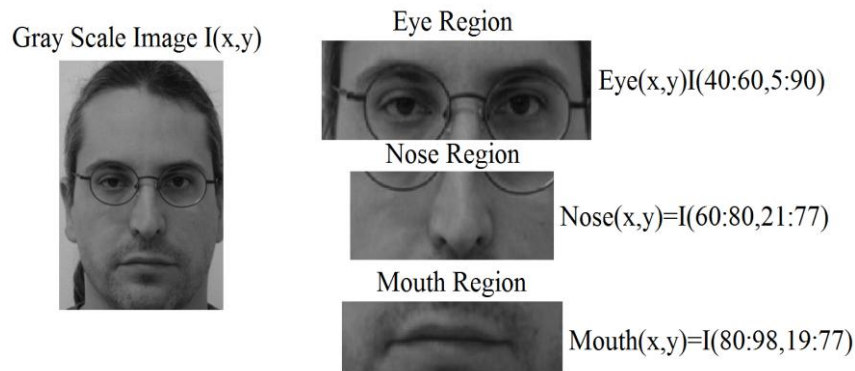 Gray Scale Image I(x,y)
Eye Region
Eye(x,y)I(40:60,5:90)
Nose Region
Nose(x,y)=I(60:80,21:77)
Mouth Region
Mouth(x,y)=I(80:98,19:77)